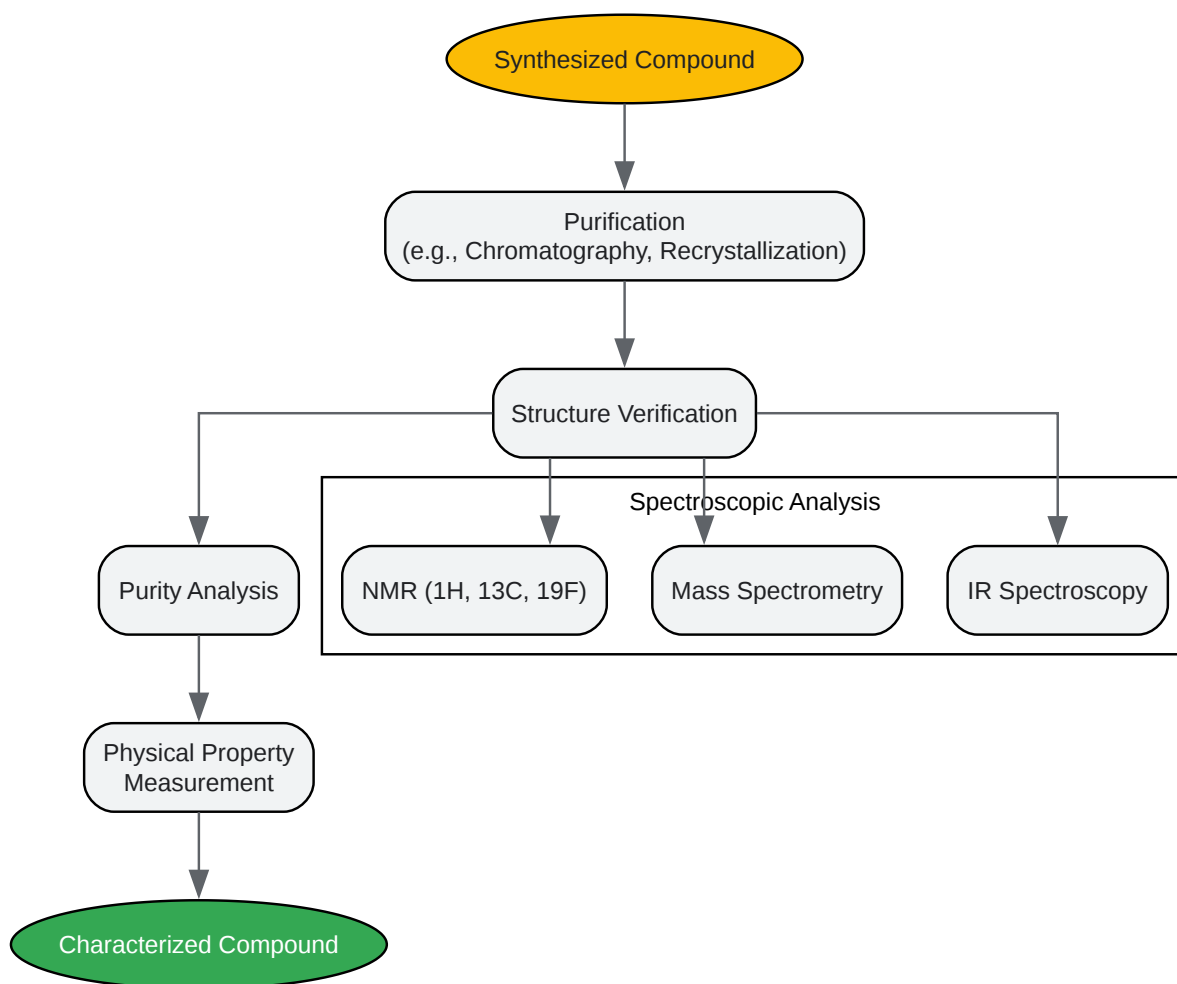 Synthesized Compound
Purification
(e.g., Chromatography, Recrystallization)
Structure Verification
Spectroscopic Analysis
Purity Analysis
NMR (1H, 13C, 19F)
Mass Spectrometry
IR Spectroscopy
Physical Property
Measurement
Characterized Compound